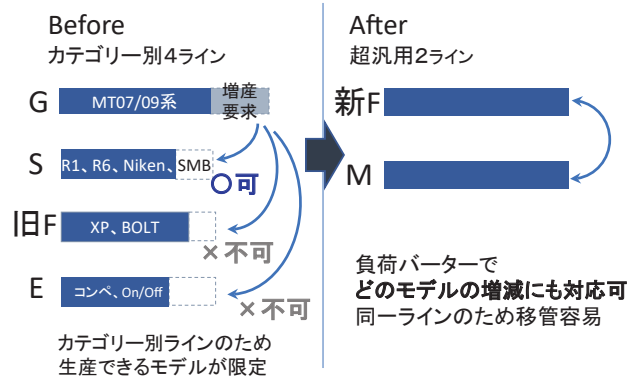 Before
カテゴリー別4ライン
G
MT07/09系
増産
要求
S
R1、R6、Niken、SMB
〇可
旧F
XP、BOLT
×不可
E
コンペ、On/Off
×不可
カテゴリー別ラインのため
生産できるモデルが限定
After
超汎用2ライン
新F
M
負荷バーターで
どのモデルの増減にも対応可
同一ラインのため移管容易